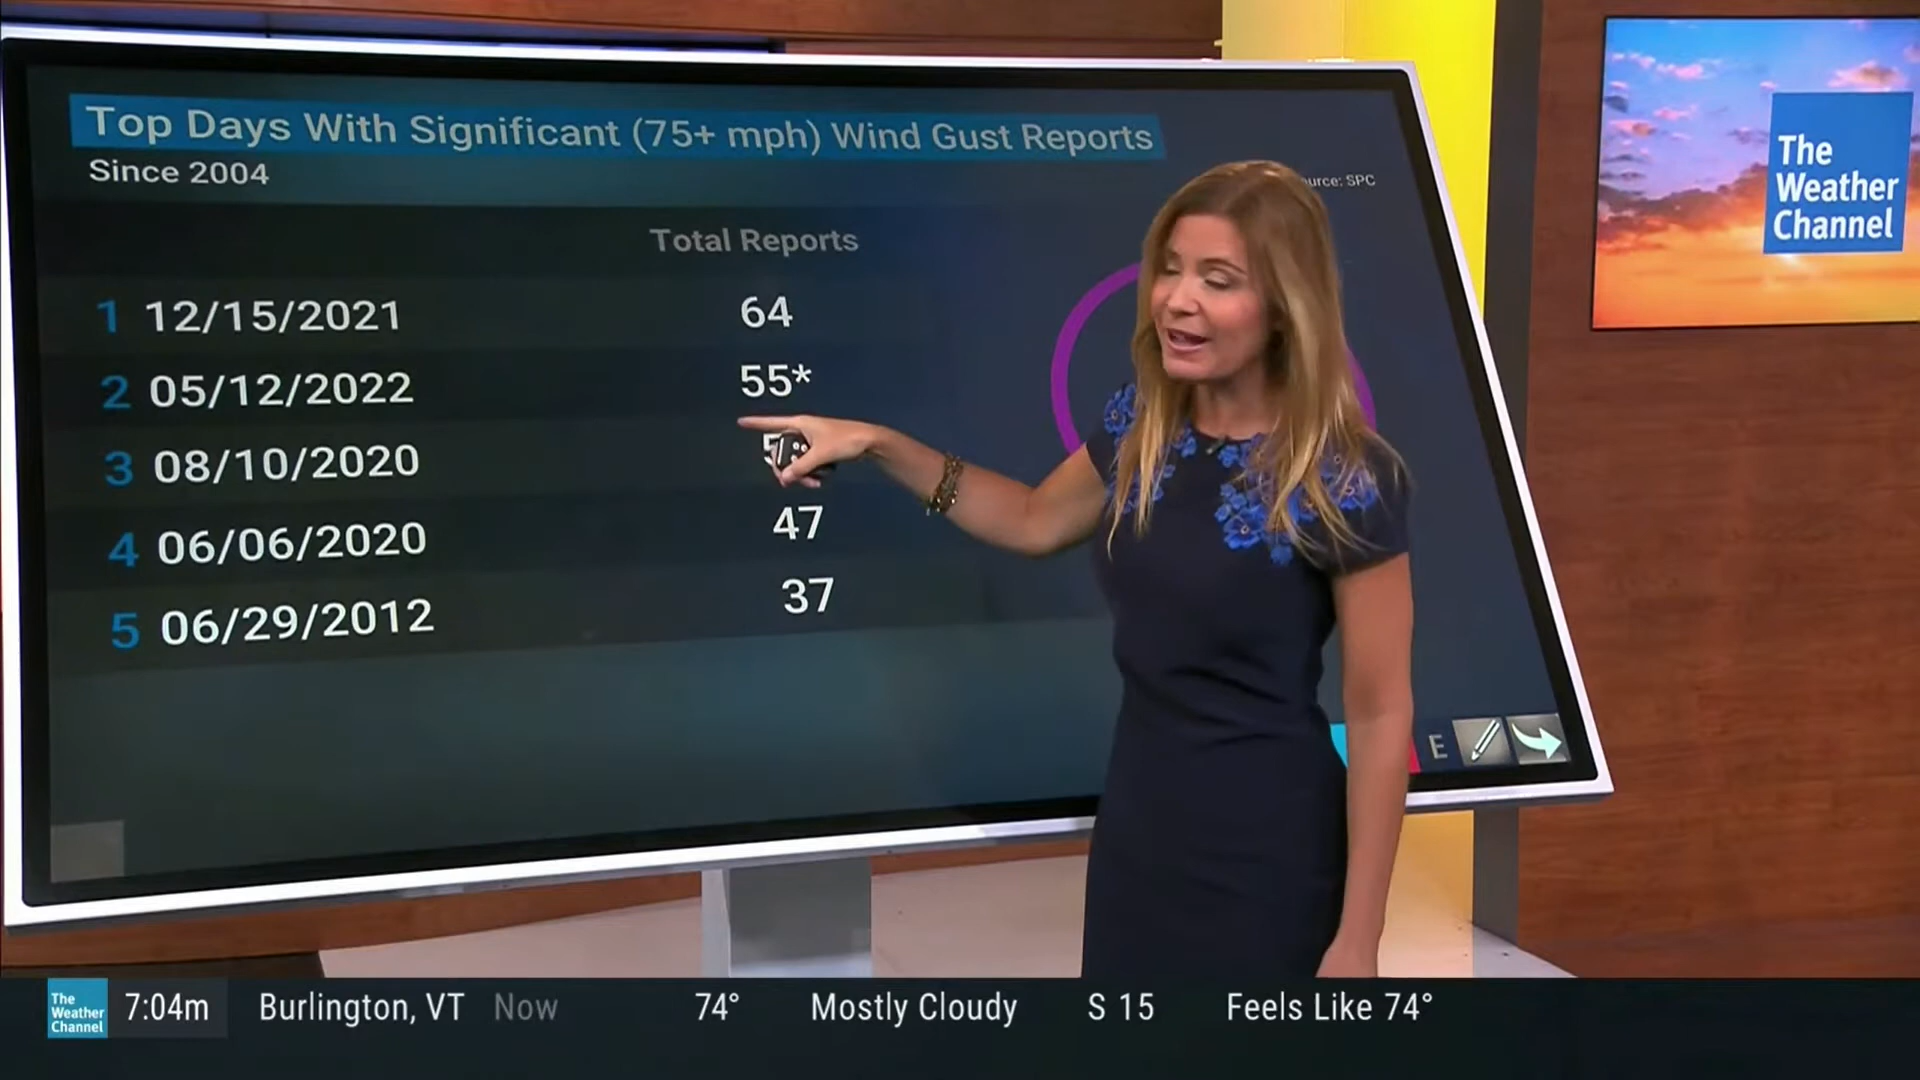 Top Days With Significant (75+ mph) Wind Gust Reports
Since 2004
SPC
Total Reports
1 12/15/2021 64
2 05/12/2022 55*
3 08/10/2020
4 06/06/2020 47
5 06/29/2012 37
E
The
Weather
Channel
The
Weather
Channel
7:04m Burlington, VT Now 74° Mostly Cloudy S 15 Feels Like 74°